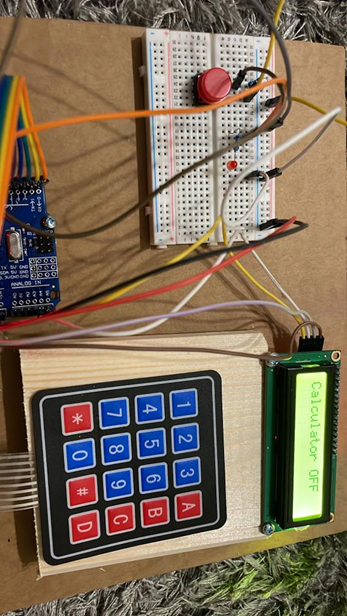 Calculator OFF
1 2 3 A
4 5 6 B
7 8 9 C
* 0 # D
ANALOG IN